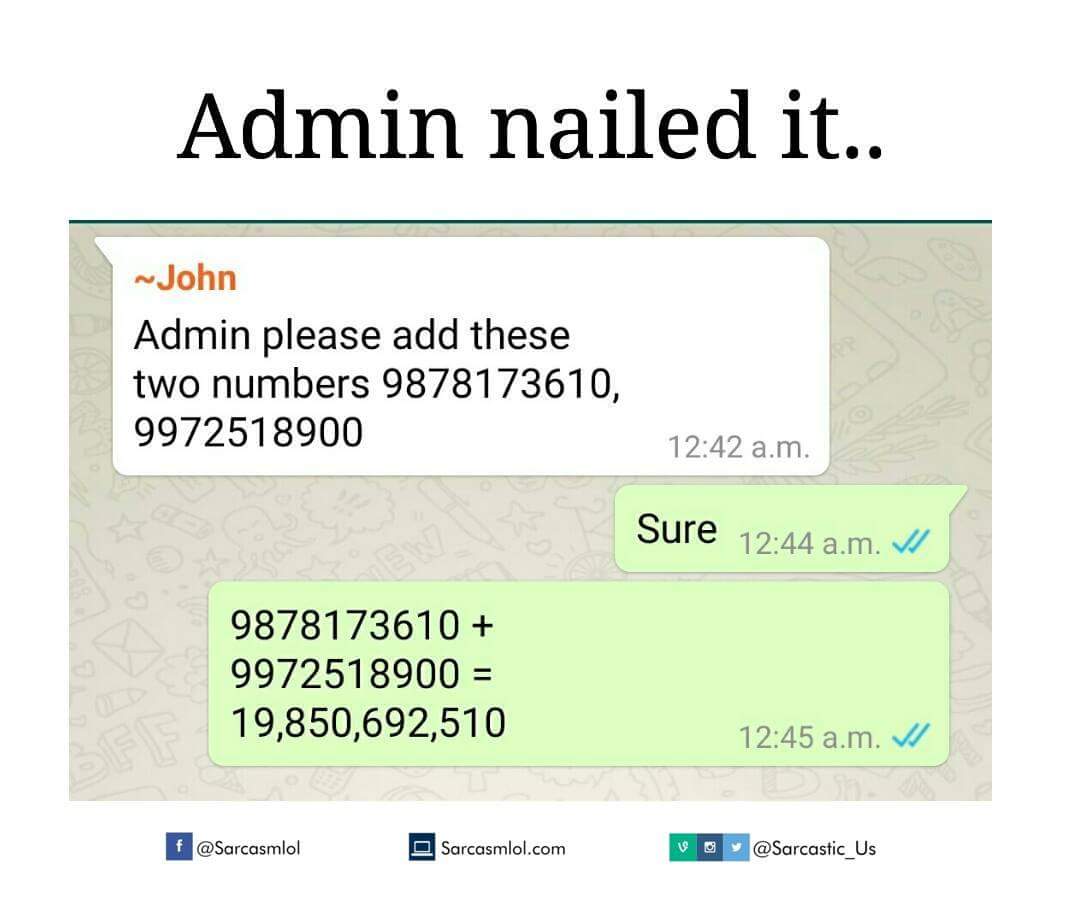 Admin nailed it..
~John
Admin please add these
two numbers 9878173610,
9972518900
12:42 a.m.
Sure 12:44 a.m.
9878173610 +
9972518900 =
19,850,692,510
12:45 a.m.
@Sarcasmlol Sarcasmlol.com @Sarcastic_Us